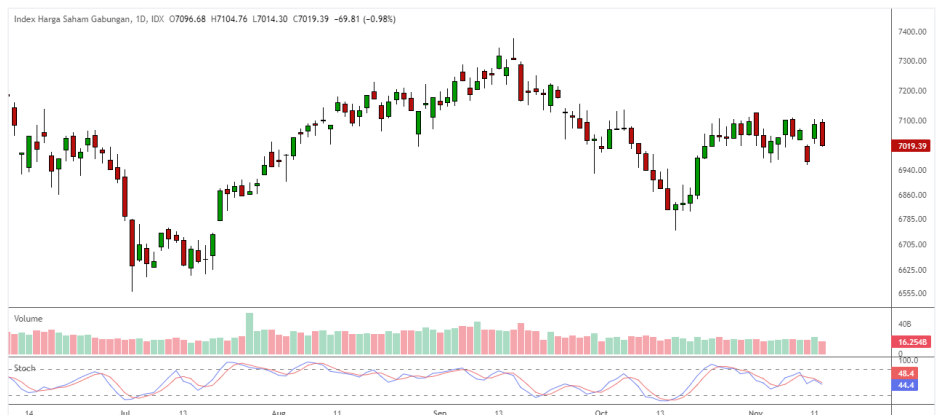 Index Harga Saham Gabungan, 1D, IDX O7096.68 H7104.76 L7014.30 C7019.39 −69.81 (−0.98%)
7400.00
7300.00
7200.00
7100.00
7019.39
6940.00
6860.00
6785.00
6705.00
6625.00
6555.00
Volume
40B
16.254B
0
100.0
Stoch
48.4
44.4
14 Jul 13 Aug 11 Sep 14 Oct 13 Nov 11